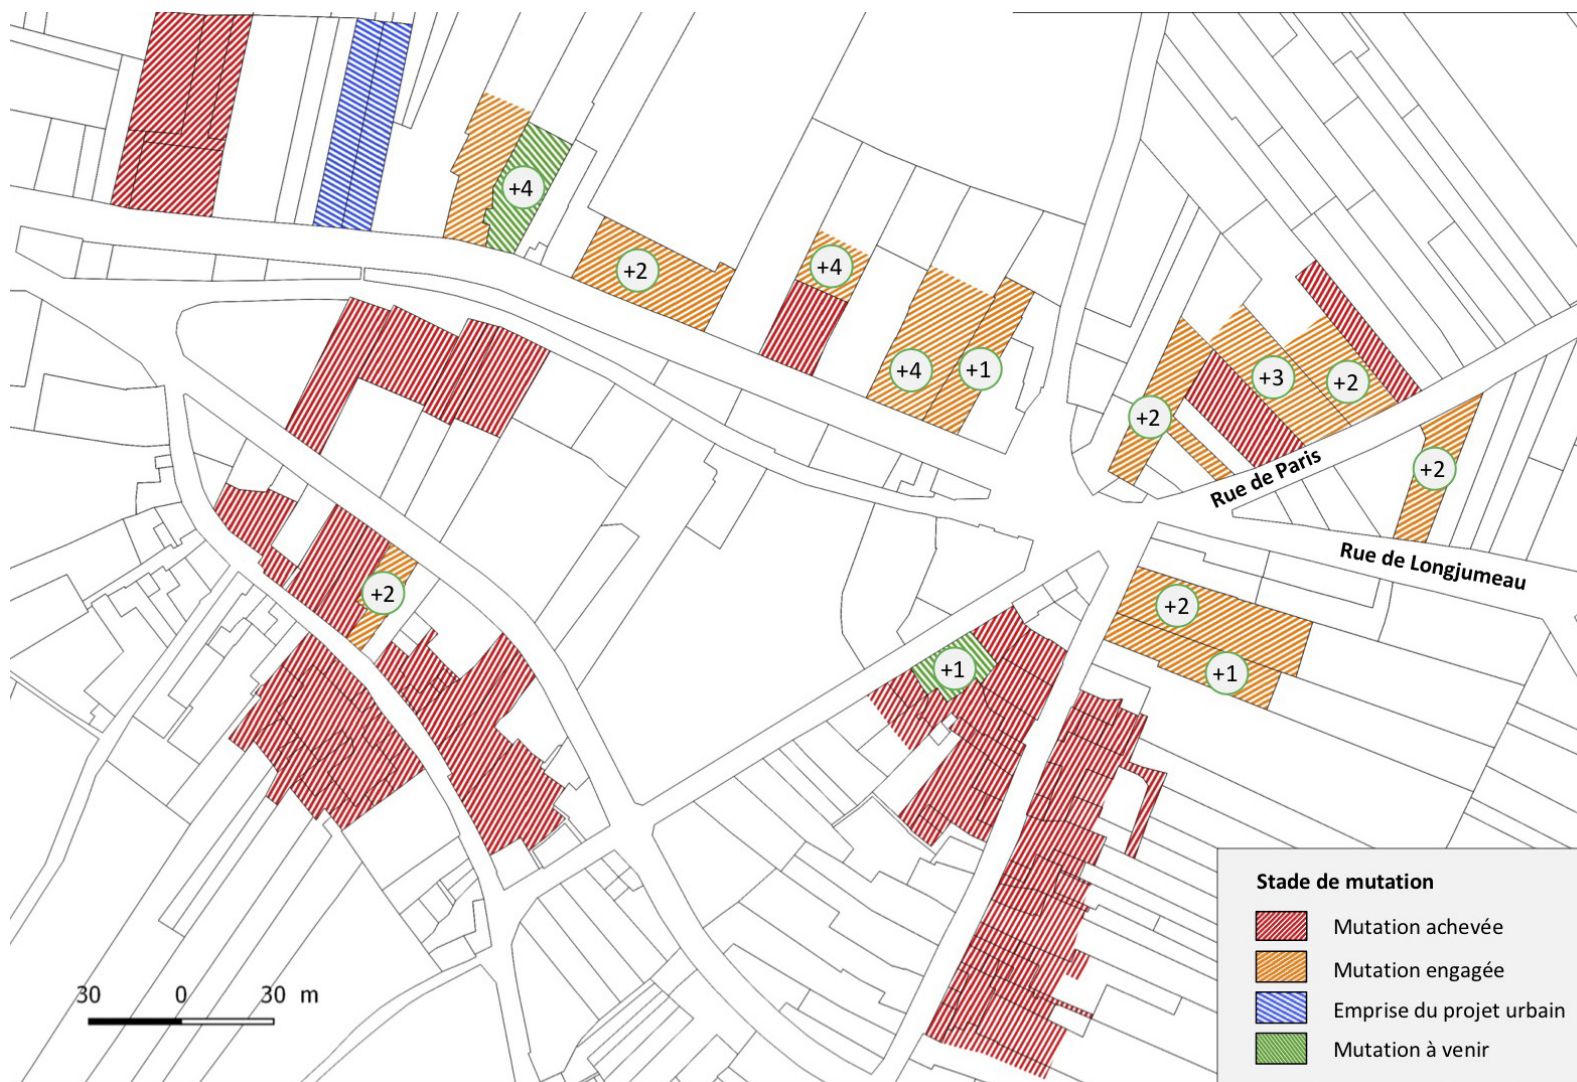 +4
+2
+4
+4
+1
+3
+2
+2
+2
Rue de Paris
Rue de Longjumeau
+2
+2
+1
+1
Stade de mutation
Mutation achevée
Mutation engagée
Emprise du projet urbain
Mutation à venir
30 0 30 m